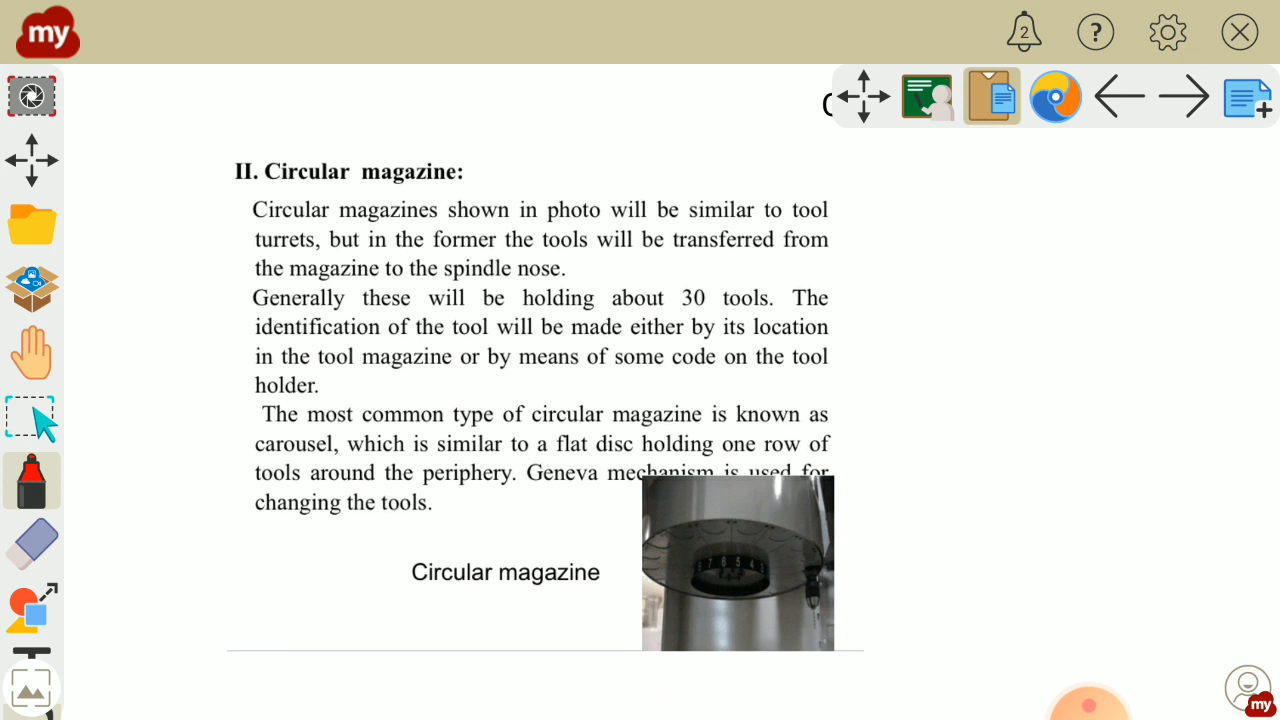 my
2
?
II. Circular magazine:
Circular magazines shown in photo will be similar to tool
turrets, but in the former the tools will be transferred from
the magazine to the spindle nose.
Generally these will be holding about 30 tools. The
identification of the tool will be made either by its location
in the tool magazine or by means of some code on the tool
holder.
The most common type of circular magazine is known as
carousel, which is similar to a flat disc holding one row of
tools around the periphery. Geneva mechanism is used for
changing the tools.
Circular magazine
7 6 5 4
my